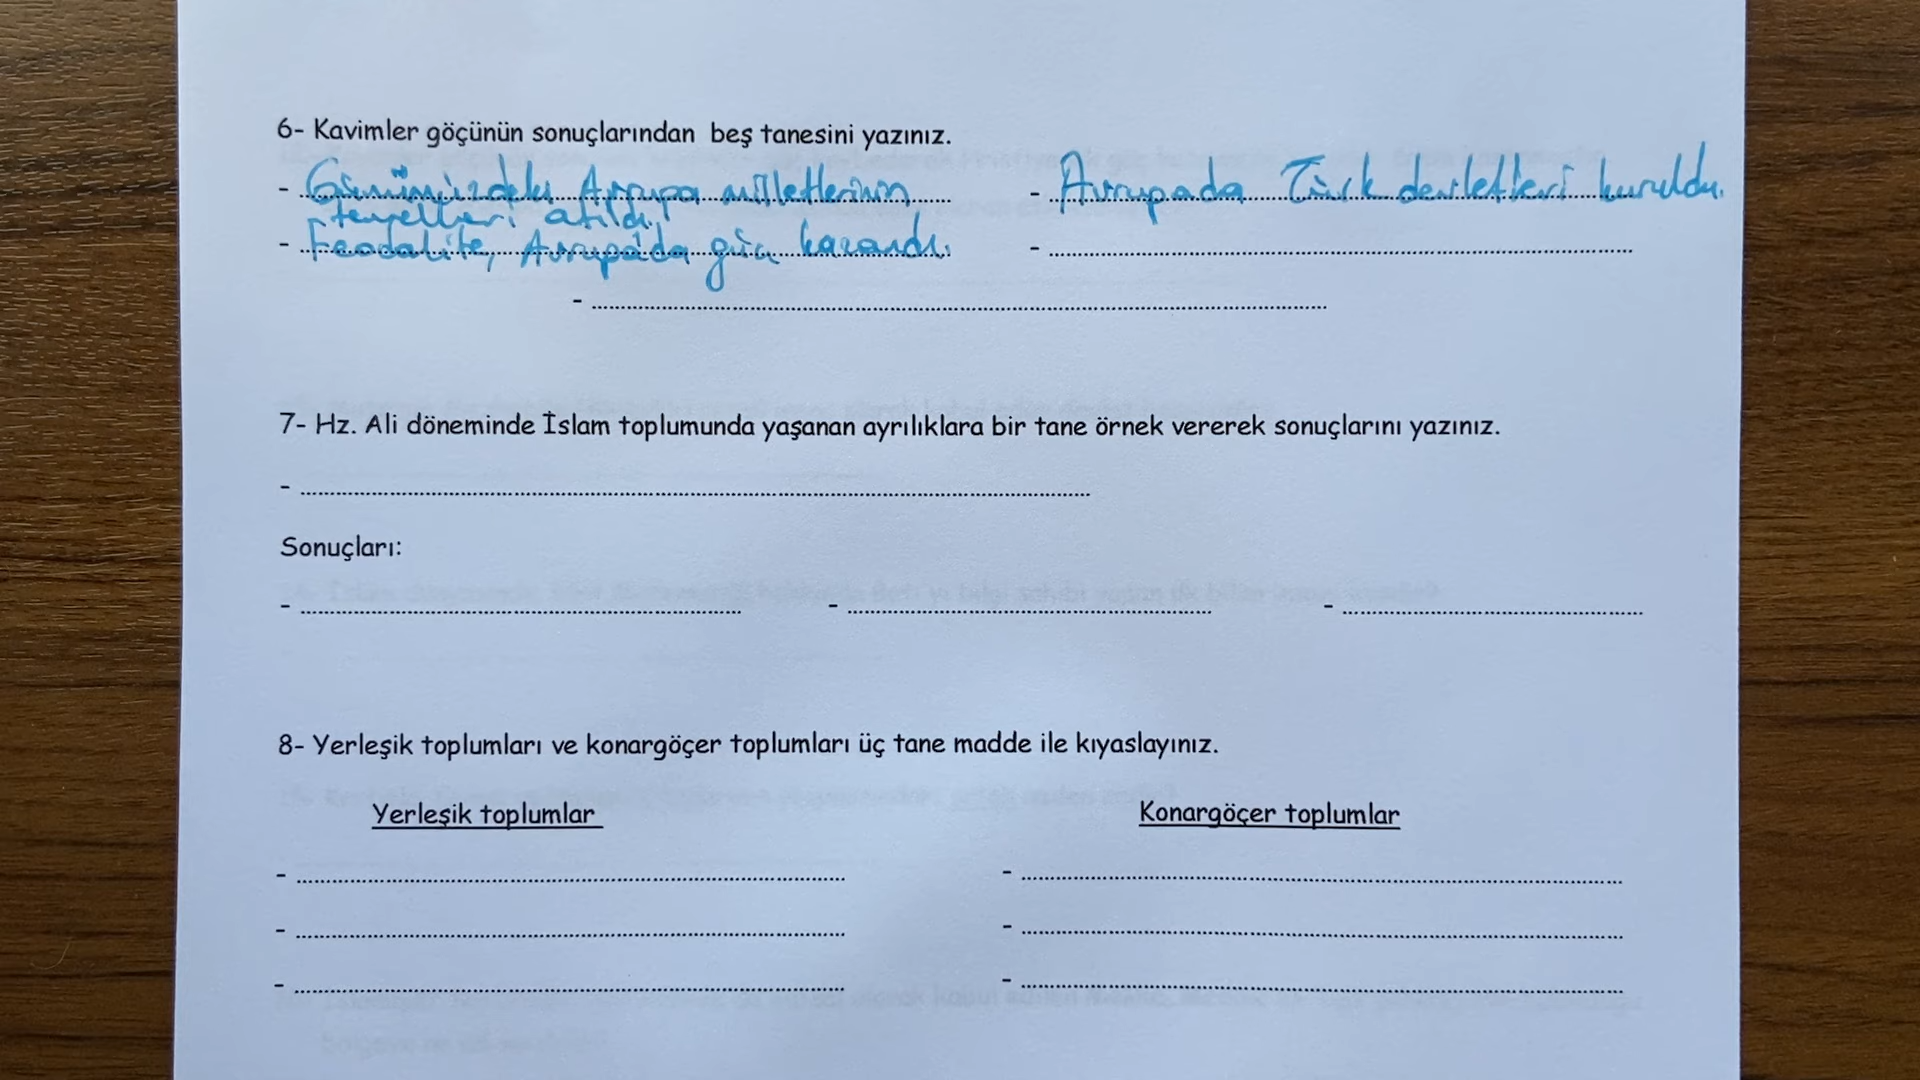 6- Kavimler göçünün sonuçlarından beş tanesini yazınız.
- Günümüzdeki Avrupa milletlerinin
temelleri atıldı.
- Avrupada Türk devletleri kuruldu.
- Feodalite, Avrupa'da güç kazandı.
-
-
7- Hz. Ali döneminde İslam toplumunda yaşanan ayrılıklara bir tane örnek vererek sonuçlarını yazınız.
-
Sonuçları:
- - -
8- Yerleşik toplumları ve konargöçer toplumları üç tane madde ile kıyaslayınız.
Yerleşik toplumlar Konargöçer toplumlar
- -
- -
- -